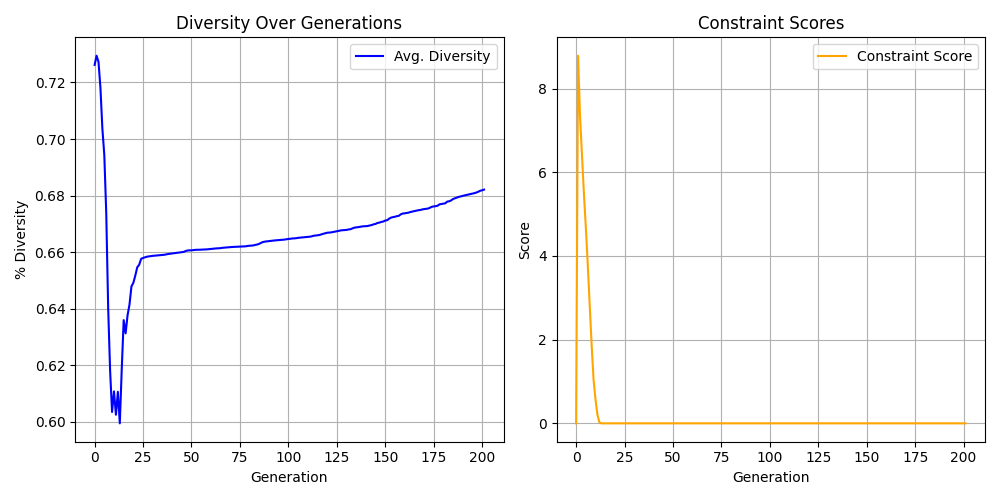 Diversity Over Generations
Avg. Diversity
% Diversity
0.72
0.70
0.68
0.66
0.64
0.62
0.60
0 25 50 75 100 125 150 175 200
Generation
Constraint Scores
Constraint Score
Score
8
6
4
2
0
0 25 50 75 100 125 150 175 200
Generation